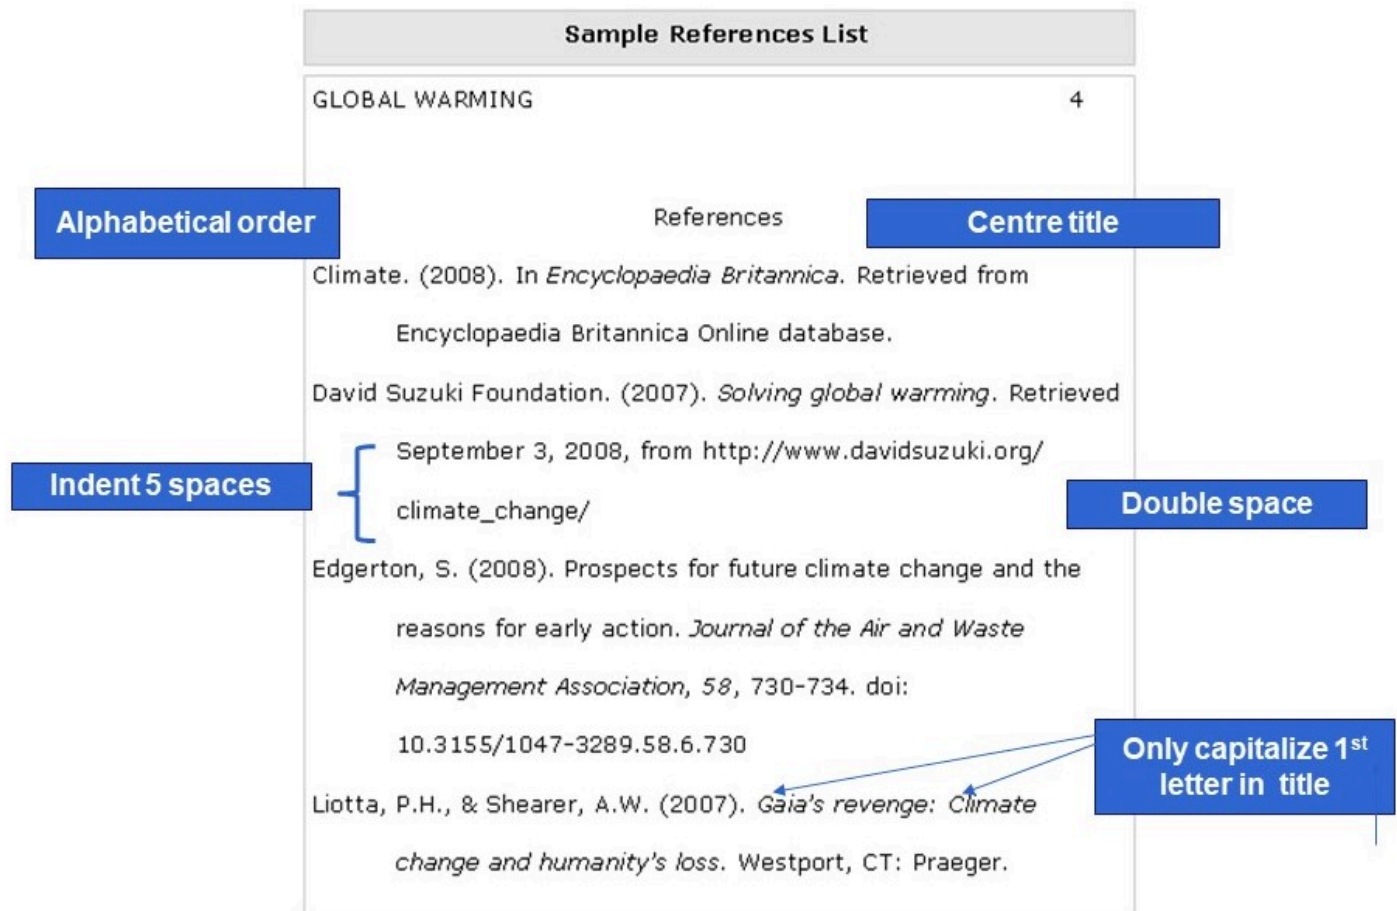 Sample References List
GLOBAL WARMING 4
Alphabetical order
References
Centre title
Climate. (2008). In Encyclopaedia Britannica. Retrieved from
Encyclopaedia Britannica Online database.
David Suzuki Foundation. (2007). Solving global warming. Retrieved
September 3, 2008, from http://www.davidsuzuki.org/
Indent 5 spaces
climate_change/
Double space
Edgerton, S. (2008). Prospects for future climate change and the
reasons for early action. Journal of the Air and Waste
Management Association, 58, 730-734. doi:
10.3155/1047-3289.58.6.730
Only capitalize 1st
letter in title
Liotta, P.H., & Shearer, A.W. (2007). Gaia's revenge: Climate
change and humanity's loss. Westport, CT: Praeger.